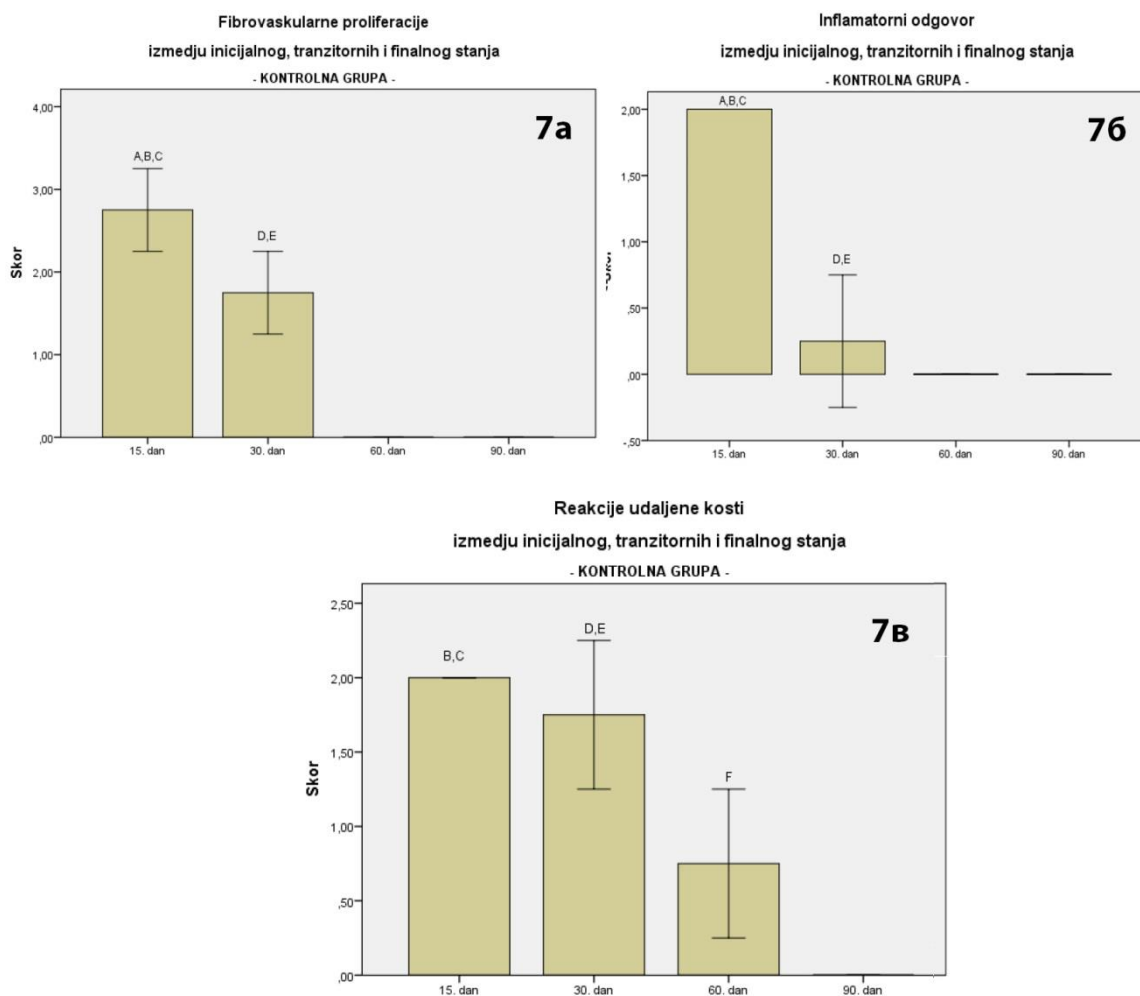 Fibrovaskularne proliferacije
izmedju inicijalnog, tranzitornih i finalnog stanja
- KONTROLNA GRUPA -
7а
4,00
3,00
2,00
1,00
,00
Skor
A,B,C
D,E
15. dan
30. dan
60. dan
90. dan
Inflamatorni odgovor
izmedju inicijalnog, tranzitornih i finalnog stanja
- KONTROLNA GRUPA -
7б
2,00
1,50
1,00
,50
,00
-,50
A,B,C
D,E
15. dan
30. dan
60. dan
90. dan
Reakcije udaljene kosti
izmedju inicijalnog, tranzitornih i finalnog stanja
- KONTROLNA GRUPA -
7в
2,50
2,00
1,50
1,00
,50
,00
Skor
B,C
D,E
F
15. dan
30. dan
60. dan
90. dan